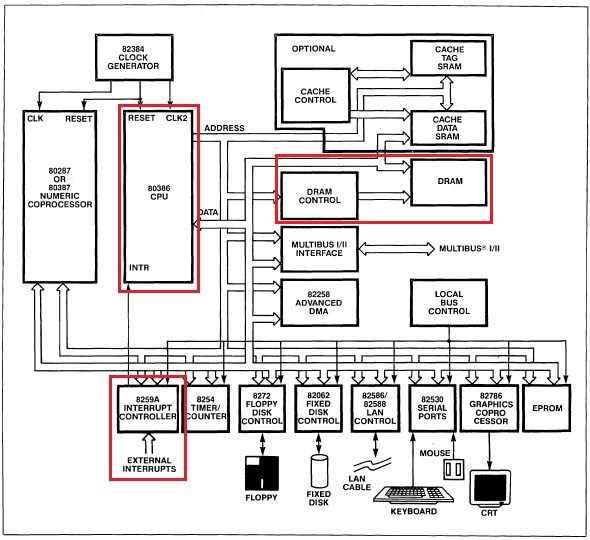 82384
CLOCK
GENERATOR
OPTIONAL
CACHE
TAG
SRAM
CACHE
CONTROL
CACHE
DATA
SRAM
CLK RESET
RESET CLK2
ADDRESS
80287
OR
80387
NUMERIC
COPROCESSOR
80386
CPU
INTR
DATA
DRAM
CONTROL
DRAM
MULTIBUS I/II
INTERFACE
MULTIBUS® I/II
82258
ADVANCED
DMA
LOCAL
BUS
CONTROL
8259A
INTERRUPT
CONTROLLER
8254
TIMER/
COUNTER
8272
FLOPPY
DISK
CONTROL
82062
FIXED
DISK
CONTROL
82586/
82588
LAN
CONTROL
82530
SERIAL
PORTS
82786
GRAPHICS
COPRO
CESSOR
EPROM
EXTERNAL
INTERRUPTS
FLOPPY
FIXED
DISK
LAN
CABLE
MOUSE
KEYBOARD
CRT